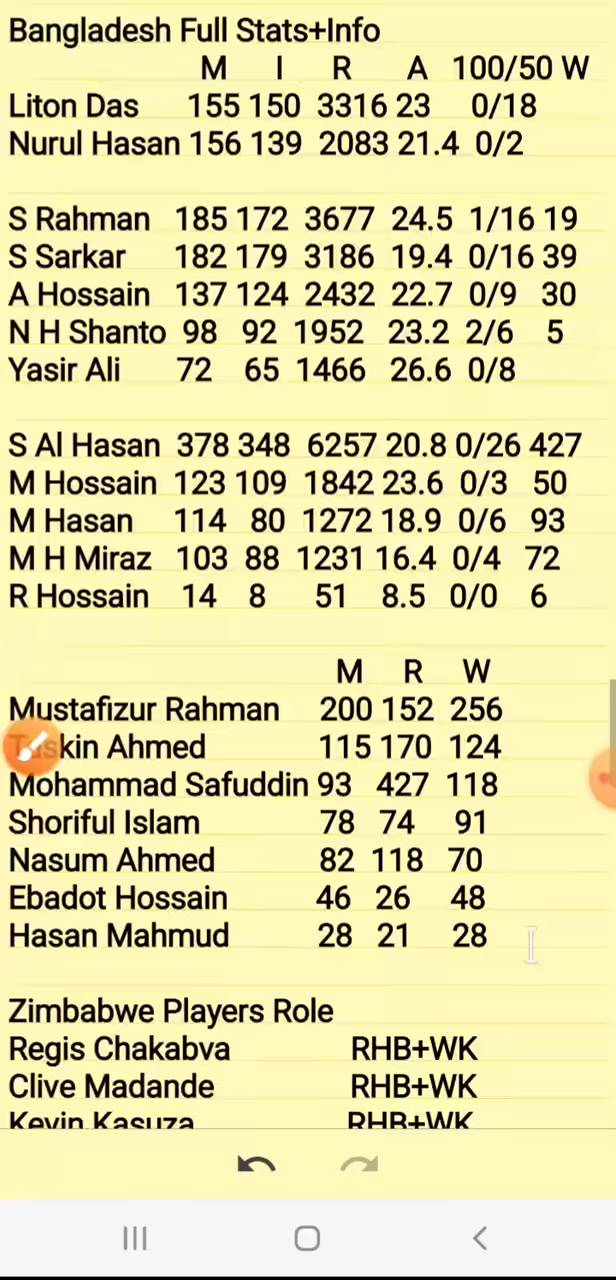 Bangladesh Full Stats+Info
M I R A 100/50 W
Liton Das 155 150 3316 23 0/18
Nurul Hasan 156 139 2083 21.4 0/2
S Rahman 185 172 3677 24.5 1/16 19
S Sarkar 182 179 3186 19.4 0/16 39
A Hossain 137 124 2432 22.7 0/9 30
N H Shanto 98 92 1952 23.2 2/6 5
Yasir Ali 72 65 1466 26.6 0/8
S Al Hasan 378 348 6257 20.8 0/26 427
M Hossain 123 109 1842 23.6 0/3 50
M Hasan 114 80 1272 18.9 0/6 93
M H Miraz 103 88 1231 16.4 0/4 72
R Hossain 14 8 51 8.5 0/0 6
M R W
Mustafizur Rahman 200 152 256
Taskin Ahmed 115 170 124
Mohammad Safuddin 93 427 118
Shoriful Islam 78 74 91
Nasum Ahmed 82 118 70
Ebadot Hossain 46 26 48
Hasan Mahmud 28 21 28
Zimbabwe Players Role
Regis Chakabva RHB+WK
Clive Madande RHB+WK
Kevin Kasuza RHB+WK